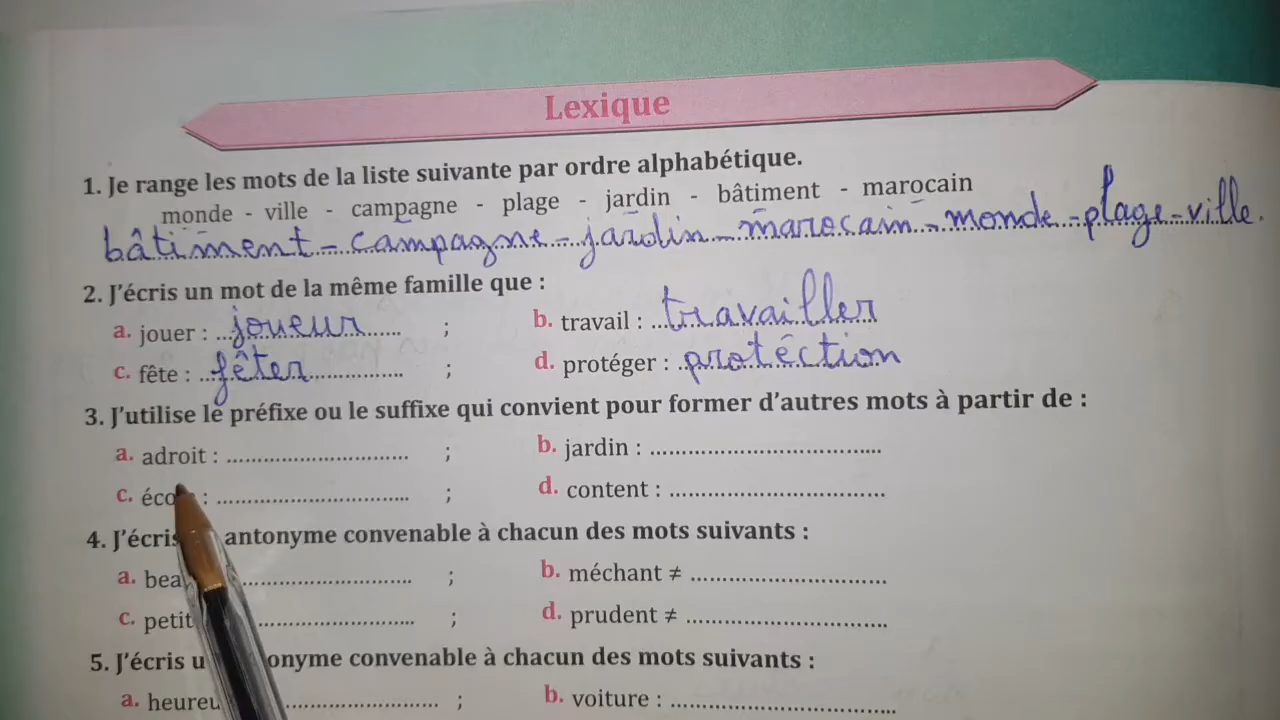 Lexique
1. Je range les mots de la liste suivante par ordre alphabétique.
monde - ville - campagne - plage - jardin - bâtiment - marocain
bâtiment - campagne - jardin - marocain - monde - plage - ville.
2. J'écris un mot de la même famille que :
a. jouer : ...joueur...... ; b. travail : ...travailler
c. fête : ...fêter............... ; d. protéger : ..protéction
3. J'utilise le préfixe ou le suffixe qui convient pour former d'autres mots à partir de :
a. adroit : ............................. ; b. jardin : .....................................
c. éco : ............................... ; d. content : ...................................
4. J'écris antonyme convenable à chacun des mots suivants :
a. bea ............................ ; b. méchant ≠ ................................
c. petit ......................... ; d. prudent ≠ .................................
5. J'écris u onyme convenable à chacun des mots suivants :
a. heureu ......................... ; b. voiture : ....................................